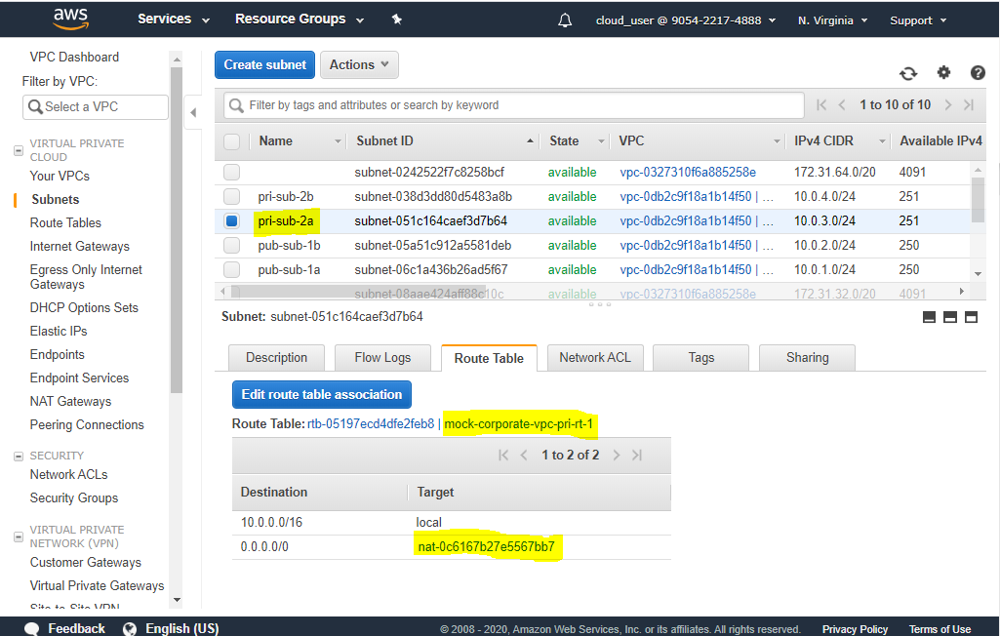 aws
Services
Resource Groups
cloud_user @ 9054-2217-4888
N. Virginia
Support
VPC Dashboard
Filter by VPC:
Select a VPC
VIRTUAL PRIVATE
CLOUD
Your VPCs
Subnets
Route Tables
Internet Gateways
Egress Only Internet
Gateways
DHCP Options Sets
Elastic IPs
Endpoints
Endpoint Services
NAT Gateways
Peering Connections
SECURITY
Network ACLs
Security Groups
VIRTUAL PRIVATE
NETWORK (VPN)
Customer Gateways
Virtual Private Gateways
Site-to-Site VPN
Create subnet
Actions
Filter by tags and attributes or search by keyword
1 to 10 of 10
Name Subnet ID State VPC IPv4 CIDR Available IPv4
subnet-0242522f7c8258bcf available vpc-0327310f6a885258e 172.31.64.0/20 4091
pri-sub-2b subnet-038d3dd80d5483a8b available vpc-0db2c9f18a1b14f50 | ... 10.0.4.0/24 251
pri-sub-2a subnet-051c164caef3d7b64 available vpc-0db2c9f18a1b14f50 | ... 10.0.3.0/24 251
pub-sub-1b subnet-05a51c912a5581deb available vpc-0db2c9f18a1b14f50 | ... 10.0.2.0/24 250
pub-sub-1a subnet-06c1a436b26ad5f67 available vpc-0db2c9f18a1b14f50 | ... 10.0.1.0/24 250
subnet-08aae424aff88c10c available vpc-0327310f6a885258e 172.31.32.0/20 4091
Subnet: subnet-051c164caef3d7b64
Description
Flow Logs
Route Table
Network ACL
Tags
Sharing
Edit route table association
Route Table: rtb-05197ecd4dfe2feb8 | mock-corporate-vpc-pri-rt-1
1 to 2 of 2
Destination Target
10.0.0.0/16 local
0.0.0.0/0 nat-0c6167b27e5567bb7
Feedback
English (US)
© 2008 - 2020, Amazon Web Services, Inc. or its affiliates. All rights reserved.
Privacy Policy
Terms of Use